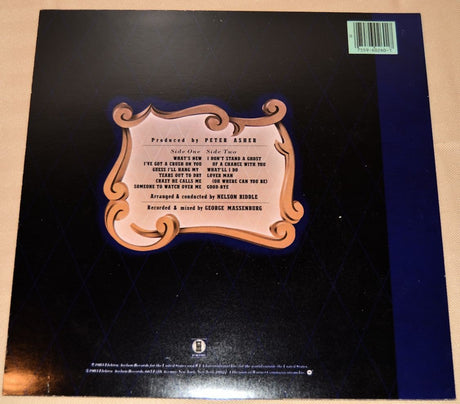 Produced by PETER ASHER
Side One
WHAT'S NEW
I'VE GOT A CRUSH ON YOU
GUESS I'LL HANG MY
TEARS OUT TO DRY
CRAZY HE CALLS ME
SOMEONE TO WATCH OVER ME
Side Two
I DON'T STAND A GHOST
OF A CHANCE WITH YOU
WHAT'LL I DO
LOVER MAN
(OH WHERE CAN YOU BE)
GOOD-BYE
Arranged & conducted by NELSON RIDDLE
Recorded & mixed by GEORGE MASSENBURG